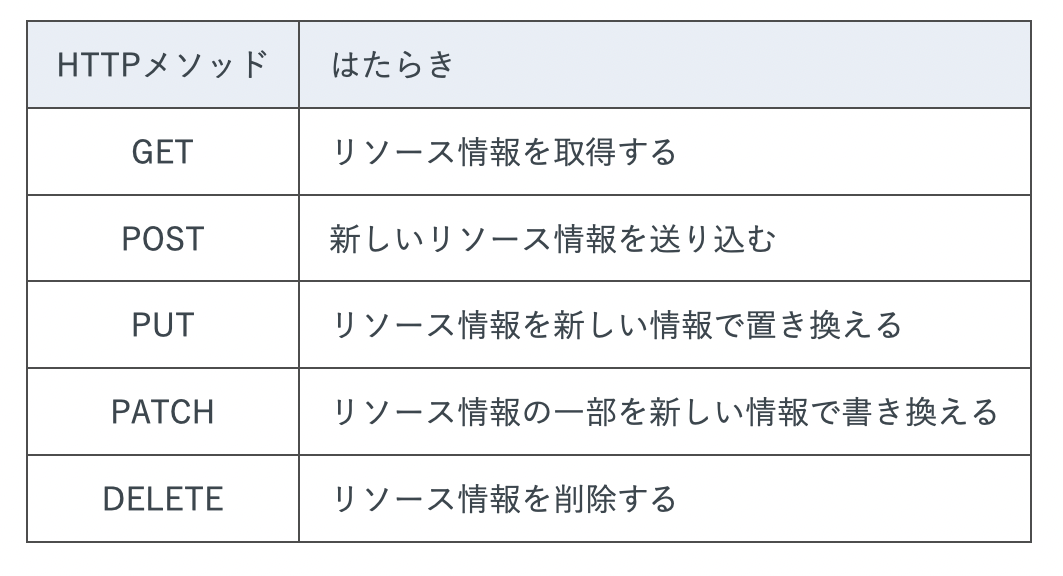 HTTPメソッド はたらき
GET リソース情報を取得する
POST 新しいリソース情報を送り込む
PUT リソース情報を新しい情報で置き換える
PATCH リソース情報の一部を新しい情報で書き換える
DELETE リソース情報を削除する